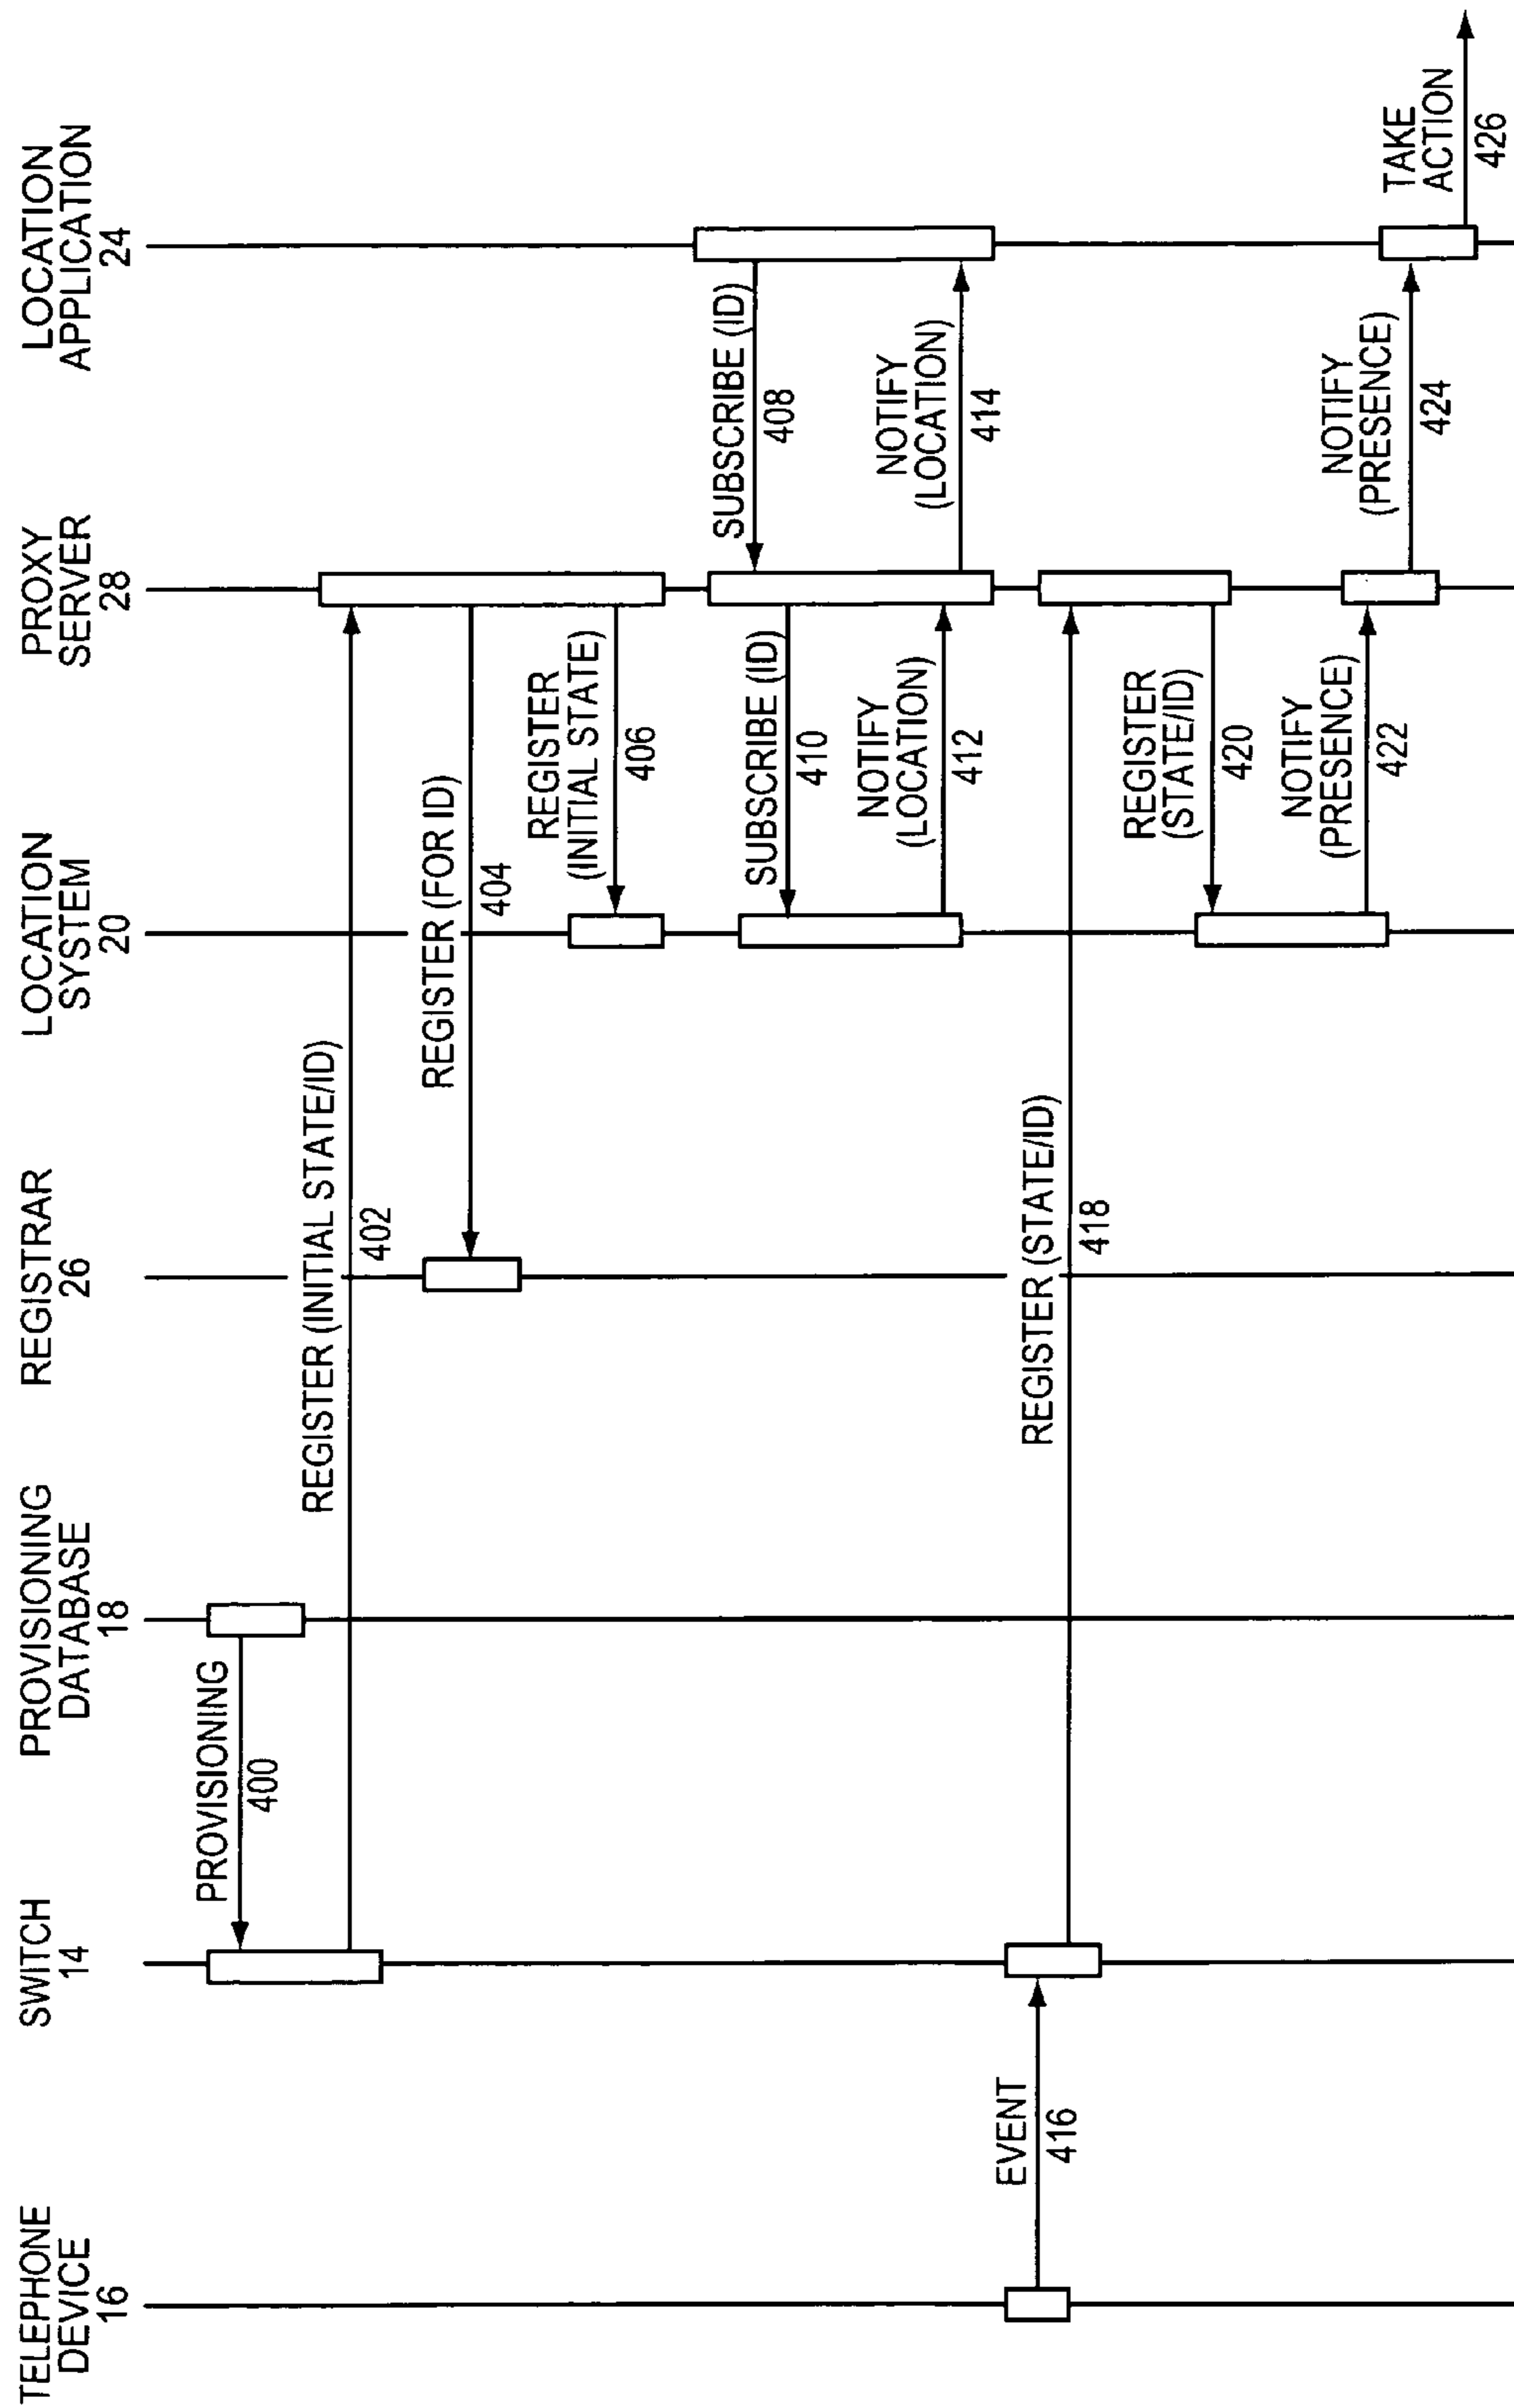 TELEPHONE
DEVICE
16
SWITCH
14
PROVISIONING
DATABASE
18
REGISTRAR
26
LOCATION
SYSTEM
20
PROXY
SERVER
28
LOCATION
APPLICATION
24
PROVISIONING
400
REGISTER (INITIAL STATE/ID)
402
REGISTER (FOR ID)
404
REGISTER
(INITIAL STATE)
406
SUBSCRIBE (ID)
408
SUBSCRIBE (ID)
410
NOTIFY
(LOCATION)
412
NOTIFY
(LOCATION)
414
EVENT
416
REGISTER (STATE/ID)
418
REGISTER
(STATE/ID)
420
NOTIFY
(PRESENCE)
422
NOTIFY
(PRESENCE)
424
TAKE
ACTION
426